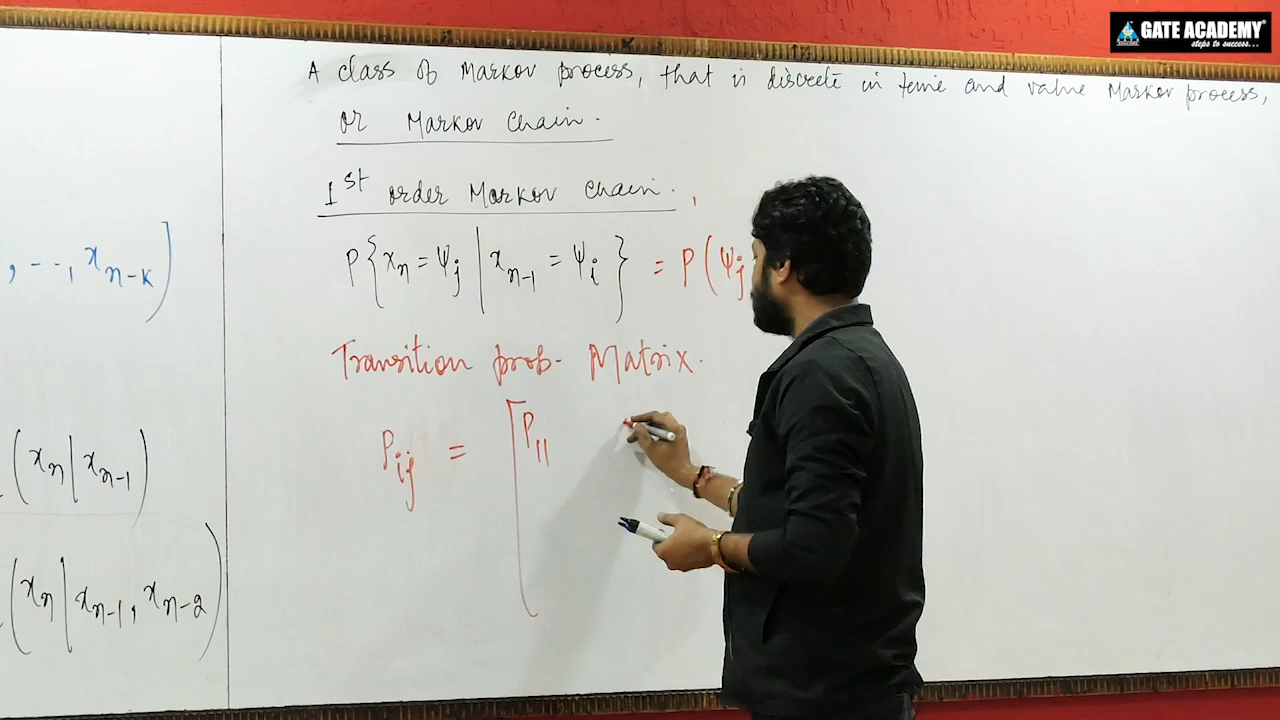 GATE ACADEMY®
steps to success...
A class of Markov process, that is discrete in time and value Markov process,
or Markov chain.
1st order Markov chain.
P{xn = ψj | xn-1 = ψi} = P(ψj
Transition prob. Matrix.
Pij = [P11
, ---, xn-k]
(xn | xn-1)
(xn | xn-1, xn-2)